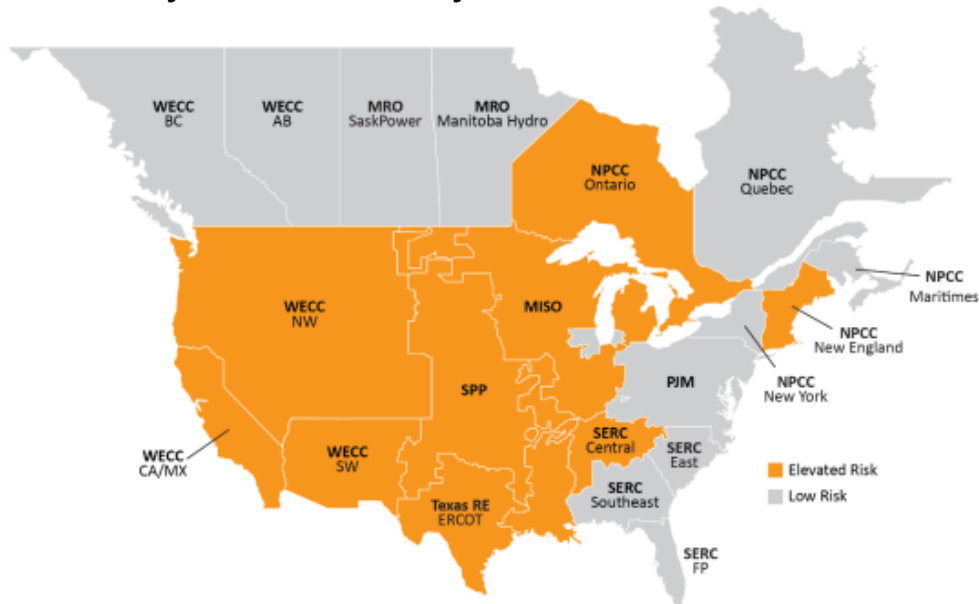 WECC
BC
WECC
AB
MRO
SaskPower
MRO
Manitoba Hydro
NPCC
Ontario
NPCC
Quebec
NPCC
Maritimes
WECC
NW
MISO
NPCC
New England
SPP
PJM
NPCC
New York
WECC
CA/MX
WECC
SW
SERC
Central
SERC
East
Elevated Risk
Low Risk
SERC
Southeast
Texas RE
ERCOT
SERC
FP